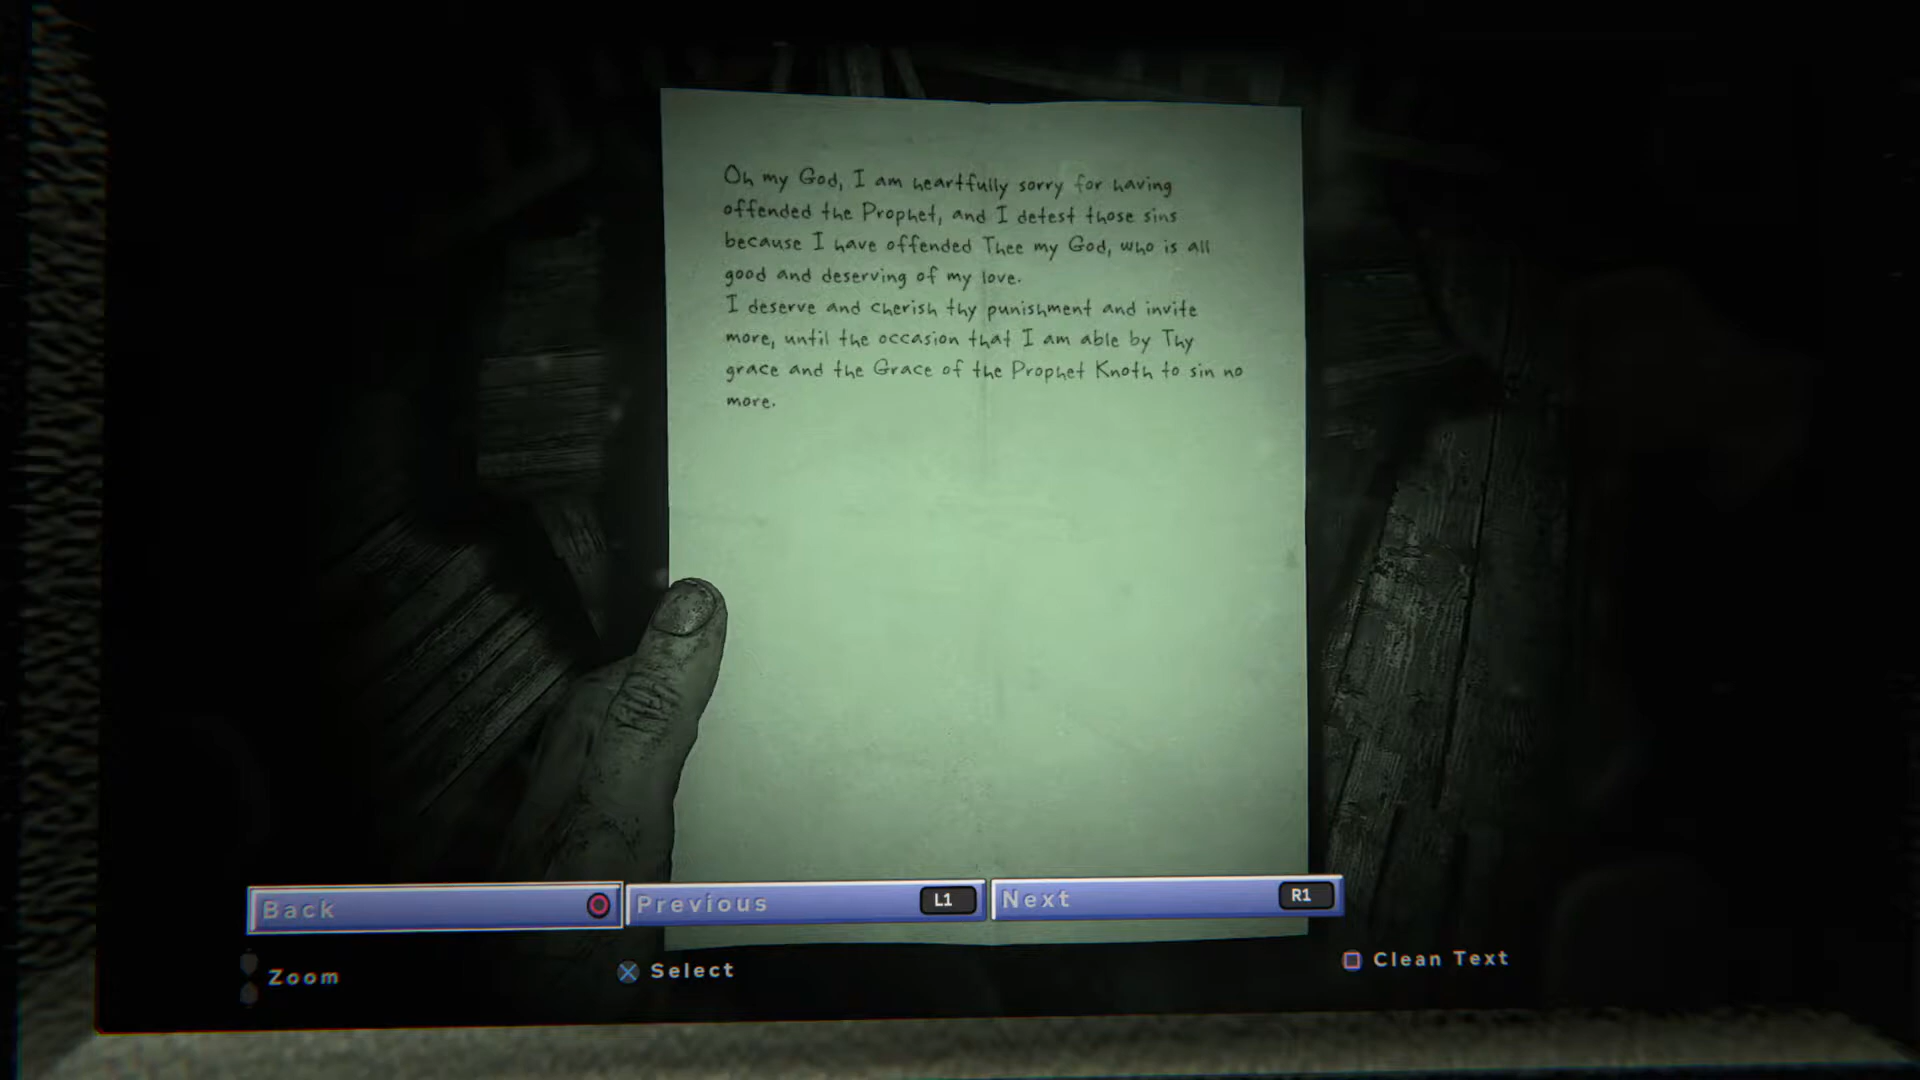 Oh my God, I am heartfully sorry for having
offended the Prophet, and I detest those sins
because I have offended Thee my God, who is all
good and deserving of my love.
I deserve and cherish thy punishment and invite
more, until the occasion that I am able by Thy
grace and the Grace of the Prophet Knoth to sin no
more.
Back
Previous L1
Next R1
Zoom
Select
Clean Text